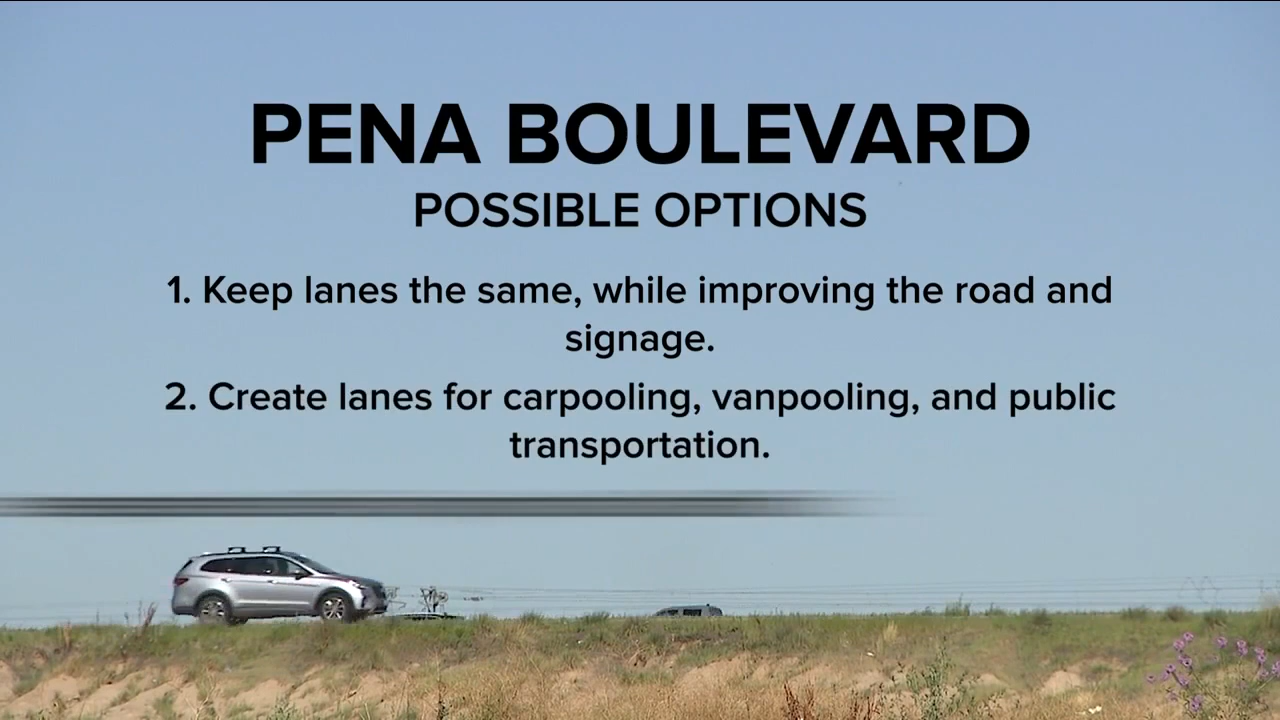 PENA BOULEVARD
POSSIBLE OPTIONS
1. Keep lanes the same, while improving the road and
signage.
2. Create lanes for carpooling, vanpooling, and public
transportation.